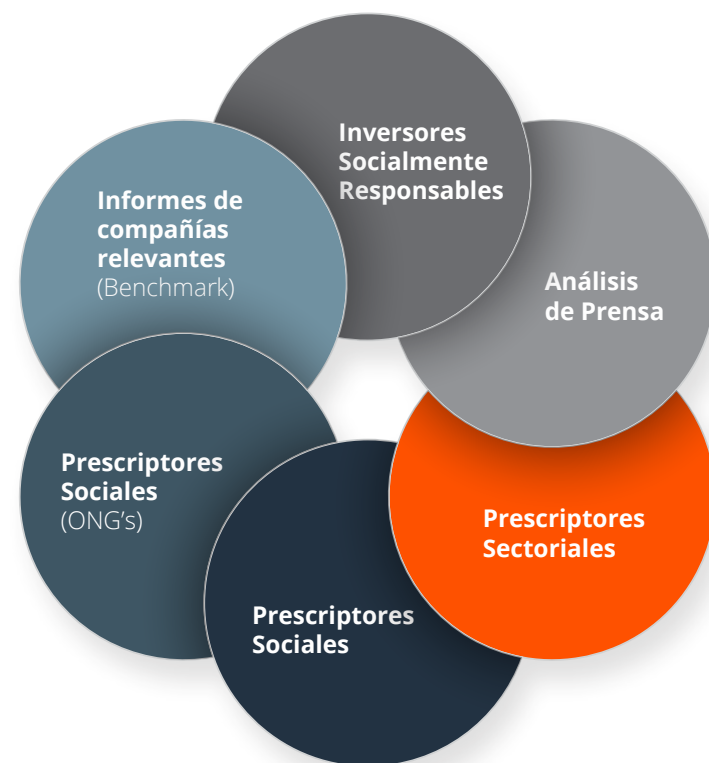 Inversores
Socialmente
Responsables
Informes de
compañías
relevantes
(Benchmark)
Análisis
de Prensa
Prescriptores
Sociales
(ONG's)
Prescriptores
Sectoriales
Prescriptores
Sociales